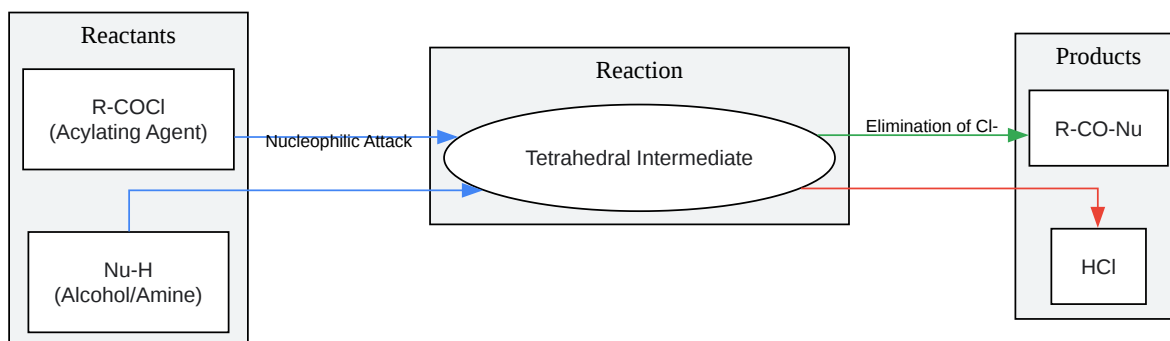 Reactants
R-COCl
(Acylating Agent)
Nu-H
(Alcohol/Amine)
Nucleophilic Attack
Reaction
Tetrahedral Intermediate
Elimination of Cl-
Products
R-CO-Nu
HCl